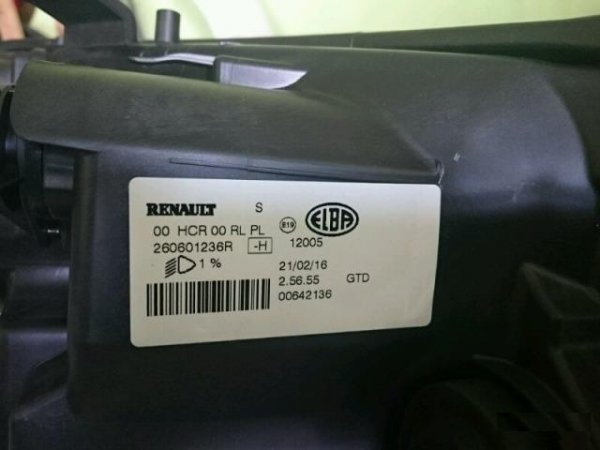 RENAULT S
00 HCR 00 RL PL E19 ELBA
260601236R -H 12005
1 % 21/02/16
2.56.55 GTD
00642136